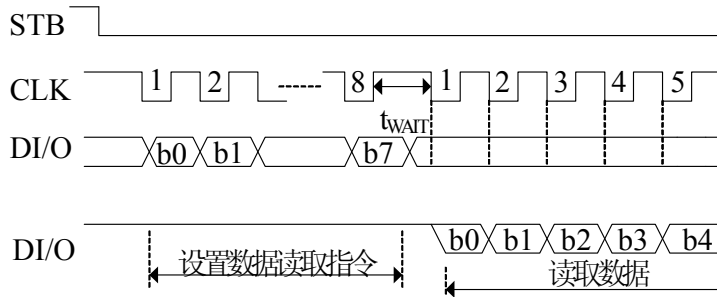 STB
CLK 1 2 8 1 2 3 4 5
tWAIT
DI/O b0 b1 b7
DI/O b0 b1 b2 b3 b4
设置数据读取指令 读取数据